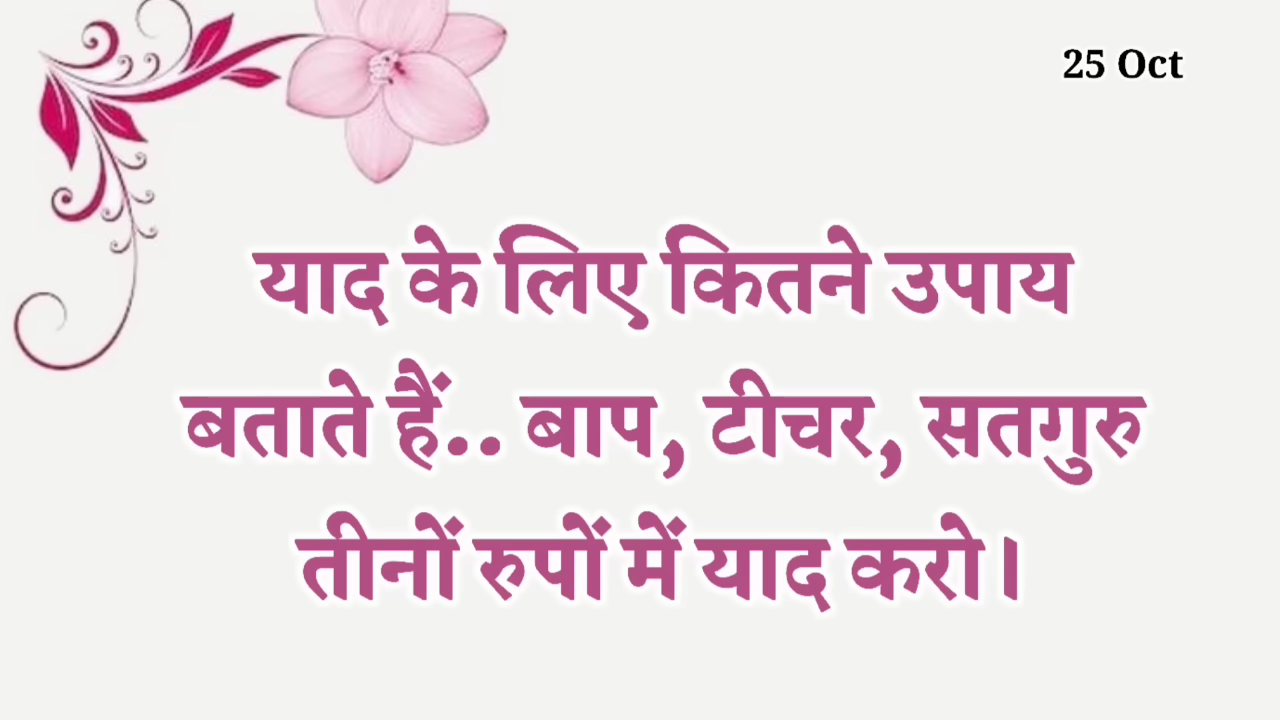 25 Oct
याद के लिए कितने उपाय
बताते हैं.. बाप, टीचर, सतगुरु
तीनों रुपों में याद करो।